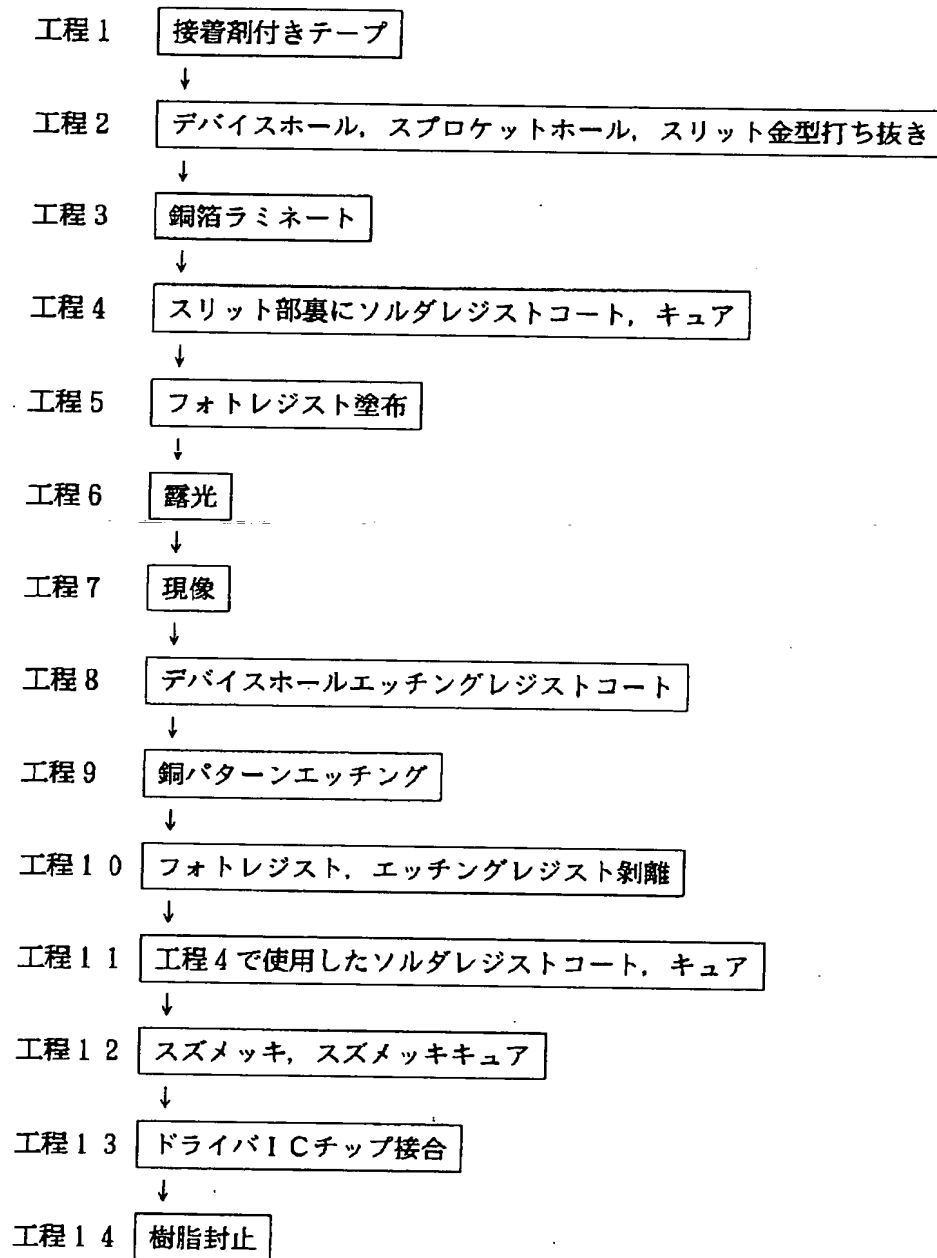 工程1 接着剤付きテープ
↓
工程2 デバイスホール，スプロケットホール，スリット金型打ち抜き
↓
工程3 銅箔ラミネート
↓
工程4 スリット部裏にソルダレジストコート，キュア
↓
工程5 フォトレジスト塗布
↓
工程6 露光
↓
工程7 現像
↓
工程8 デバイスホールエッチングレジストコート
↓
工程9 銅パターンエッチング
↓
工程10 フォトレジスト，エッチングレジスト剝離
↓
工程11 工程4で使用したソルダレジストコート，キュア
↓
工程12 スズメッキ，スズメッキキュア
↓
工程13 ドライバICチップ接合
↓
工程14 樹脂封止